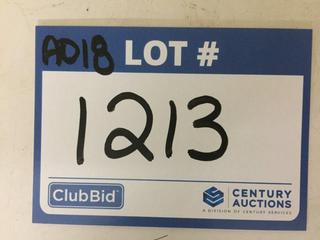 AD18 LOT #
1213
ClubBid
CENTURY
AUCTIONS
A DIVISION OF CENTURY SERVICES